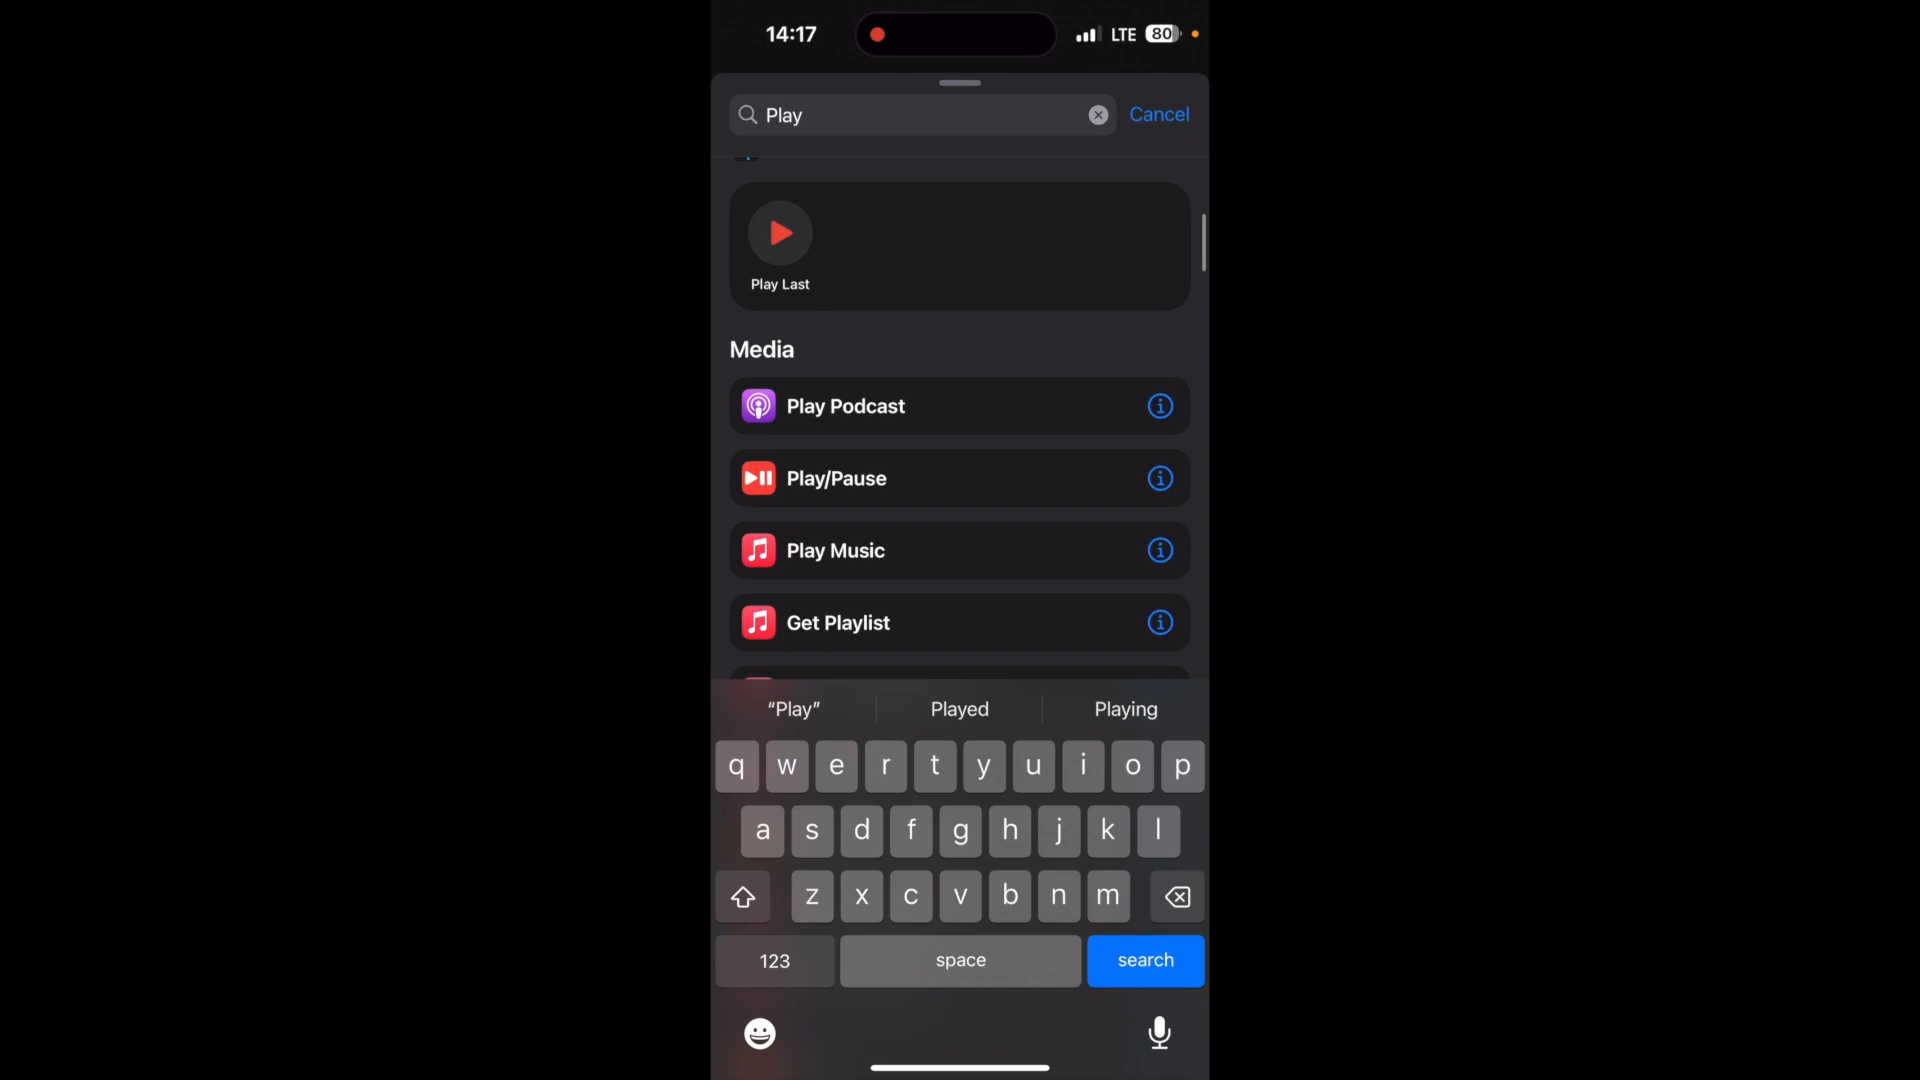 14:17
LTE 80
Play
Cancel
Play Last
Media
Play Podcast
Play/Pause
Play Music
Get Playlist
“Play” Played Playing
q w e r t y u i o p
a s d f g h j k l
z x c v b n m
123 space search